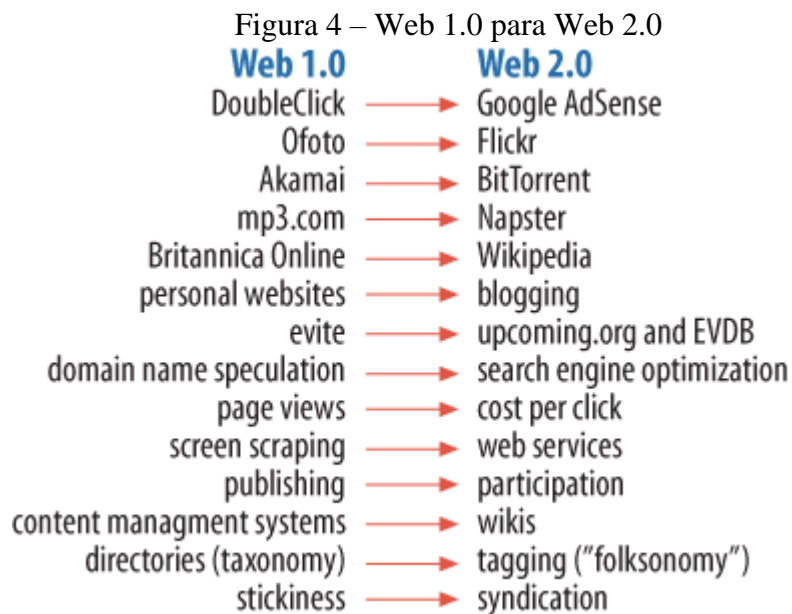 Figura 4 – Web 1.0 para Web 2.0
Web 1.0 Web 2.0
DoubleClick Google AdSense
Ofoto Flickr
Akamai BitTorrent
mp3.com Napster
Britannica Online Wikipedia
personal websites blogging
evite upcoming.org and EVDB
domain name speculation search engine optimization
page views cost per click
screen scraping web services
publishing participation
content managment systems wikis
directories (taxonomy) tagging ("folksonomy")
stickiness syndication